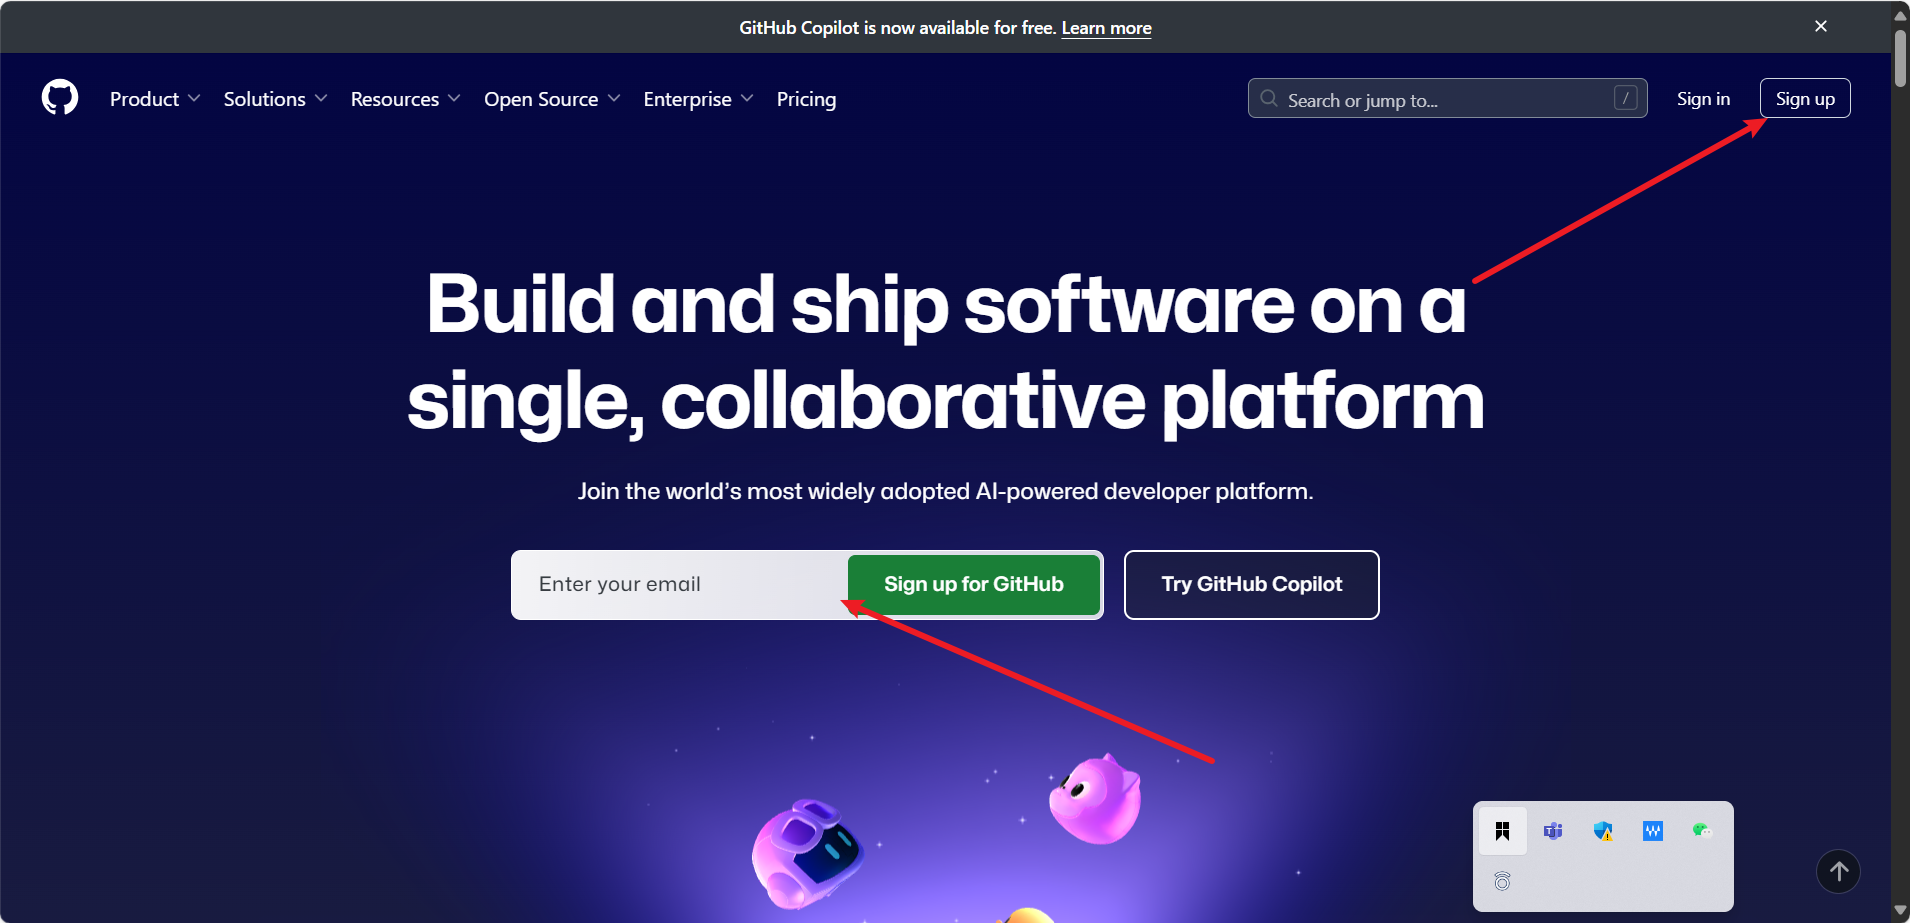 GitHub Copilot is now available for free. Learn more
Product Solutions Resources Open Source Enterprise Pricing Search or jump to... / Sign in Sign up
Build and ship software on a
single, collaborative platform
Join the world’s most widely adopted AI-powered developer platform.
Enter your email Sign up for GitHub Try GitHub Copilot